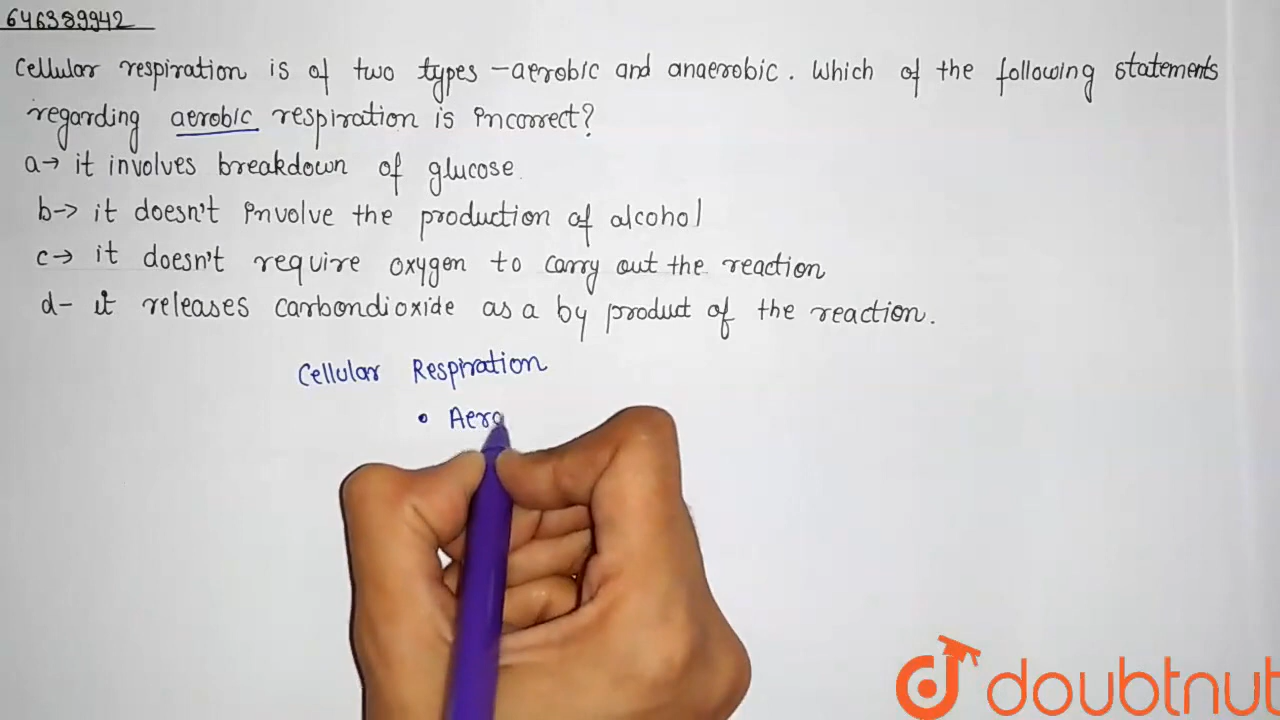 646389942
Cellular respiration is of two types - aerobic and anaerobic. Which of the following statements
regarding aerobic respiration is incorrect?
a→ it involves breakdown of glucose.
b→ it doesn't involve the production of alcohol
c→ it doesn't require oxygen to carry out the reaction
d- it releases carbondioxide as a by product of the reaction.
Cellular Respiration
• Aero
doubtnut